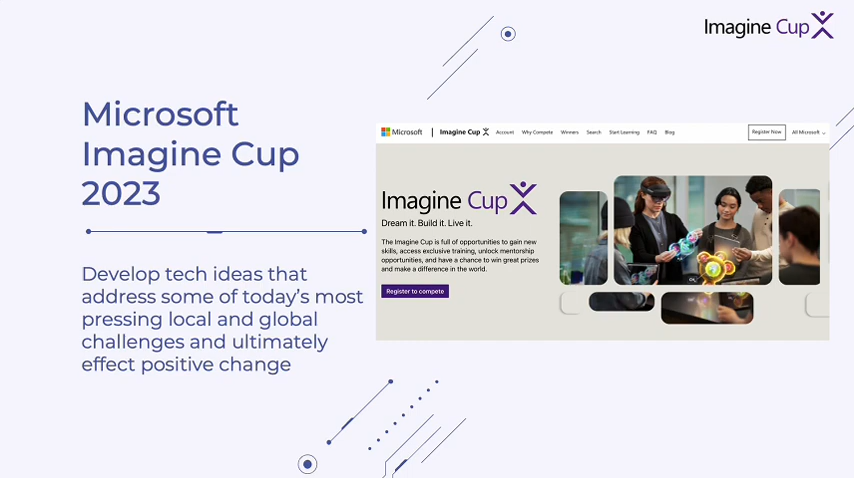 Imagine Cup
Microsoft
Imagine Cup
2023
Develop tech ideas that
address some of today's most
pressing local and global
challenges and ultimately
effect positive change
Microsoft | Imagine Cup Account Why Compete Winners Search Start Learning FAQ Blog Register Now All Microsoft
Imagine Cup
Dream it. Build it. Live it.
The Imagine Cup is full of opportunities to gain new
skills, access exclusive training, unlock mentorship
opportunities, and have a chance to win great prizes
and make a difference in the world.
Register to compete